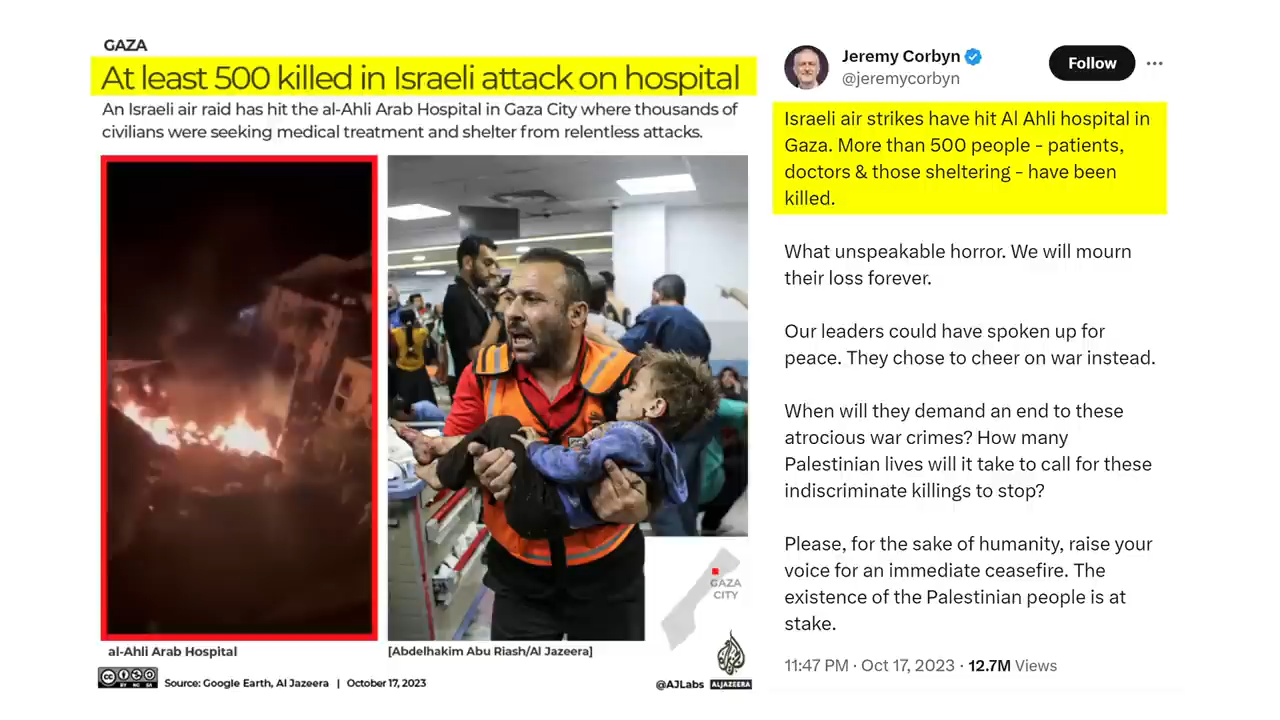 GAZA
At least 500 killed in Israeli attack on hospital
An Israeli air raid has hit the al-Ahli Arab Hospital in Gaza City where thousands of
civilians were seeking medical treatment and shelter from relentless attacks.
GAZA
CITY
al-Ahli Arab Hospital
[Abdelhakim Abu Riash/Al Jazeera]
Source: Google Earth, Al Jazeera | October 17, 2023
@AJLabs
ALJAZEERA
Jeremy Corbyn
@jeremycorbyn
Follow
Israeli air strikes have hit Al Ahli hospital in
Gaza. More than 500 people - patients,
doctors & those sheltering - have been
killed.
What unspeakable horror. We will mourn
their loss forever.
Our leaders could have spoken up for
peace. They chose to cheer on war instead.
When will they demand an end to these
atrocious war crimes? How many
Palestinian lives will it take to call for these
indiscriminate killings to stop?
Please, for the sake of humanity, raise your
voice for an immediate ceasefire. The
existence of the Palestinian people is at
stake.
11:47 PM · Oct 17, 2023 · 12.7M Views